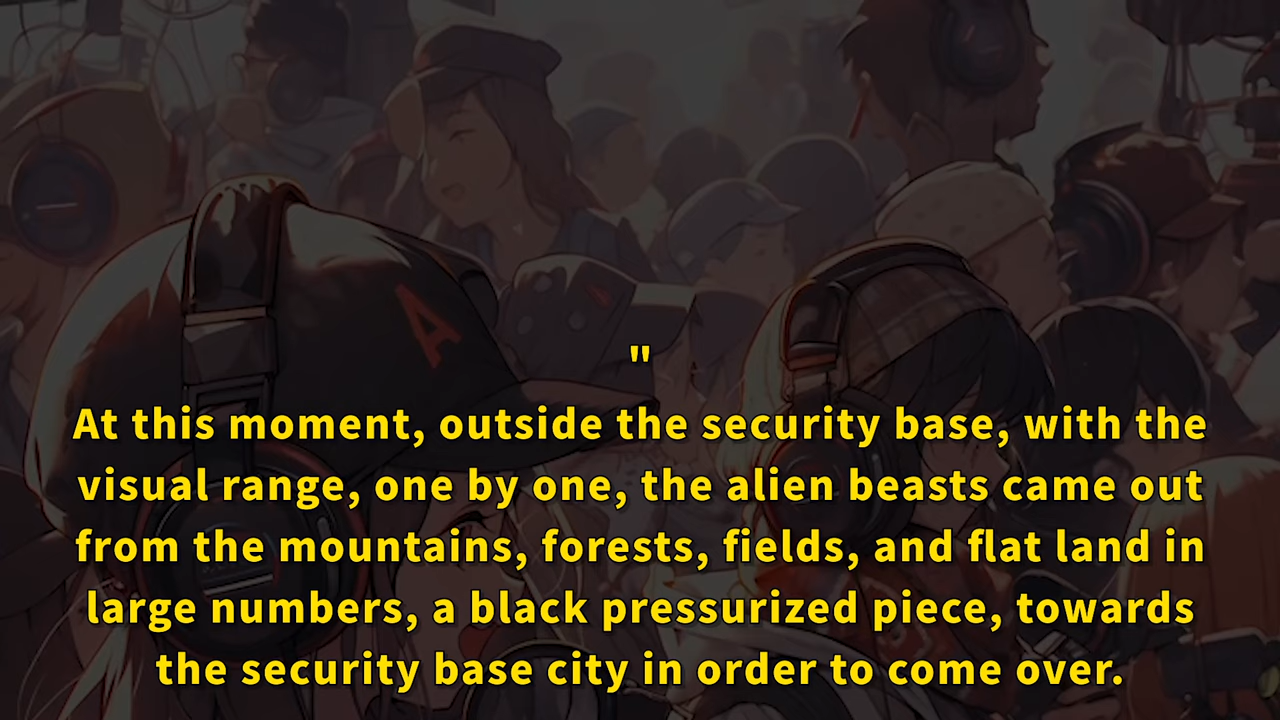 A
"
At this moment, outside the security base, with the
visual range, one by one, the alien beasts came out
from the mountains, forests, fields, and flat land in
large numbers, a black pressurized piece, towards
the security base city in order to come over.